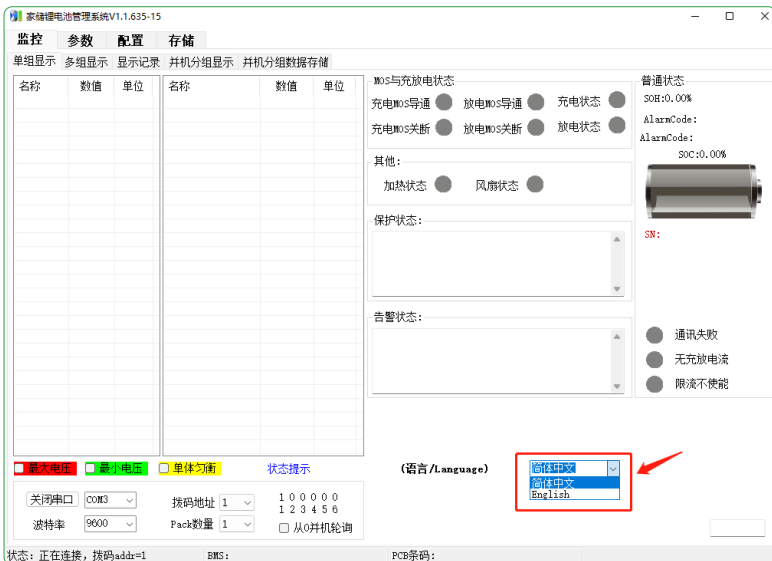 家储锂电池管理系统V1.1.635-15
监控 参数 配置 存储
单组显示 多组显示 显示记录 并机分组显示 并机分组数据存储
名称 数值 单位 名称 数值 单位
MOS与充放电状态
充电MOS导通 放电MOS导通 充电状态
充电MOS关断 放电MOS关断 放电状态
其他:
加热状态 风扇状态
保护状态:
告警状态:
普通状态
SOH:0.00%
AlarmCode:
AlarmCode:
SOC:0.00%
SN:
通讯失败
无充放电流
限流不使能
最大电压 最小电压 单体匀衡 状态提示
(语言/Language) 简体中文
简体中文
English
关闭串口 COM3 拨码地址 1 1 0 0 0 0 0
1 2 3 4 5 6
波特率 9600 Pack数量 1 从0并机轮询
状态: 正在连接，拨码addr=1 BMS: PCB条码: